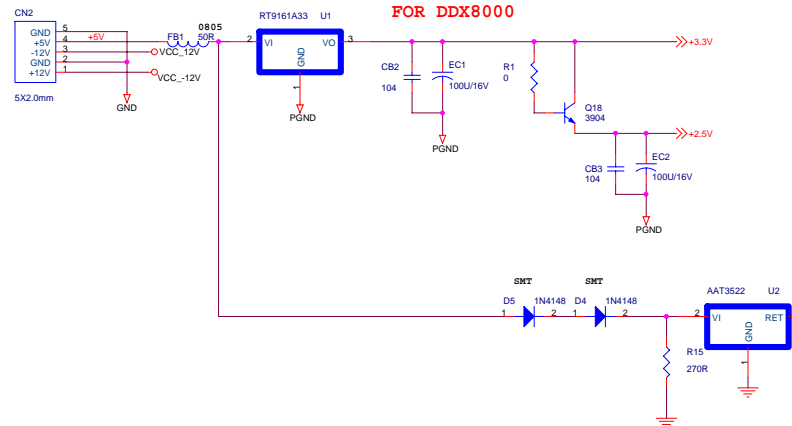 FOR DDX8000
CN2
GND 5
+5V 4
-12V 3
GND 2
+12V 1
5X2.0mm
+5V
FB1
0805
50R
VCC_12V
VCC_-12V
GND
RT9161A33 U1
2 VI VO 3
GND
1
PGND
CB2
104
EC1
100U/16V
PGND
R1
0
Q18
3904
+3.3V
+2.5V
CB3
104
EC2
100U/16V
PGND
SMT SMT
D5 1N4148 D4 1N4148
1 2 1 2
R15
270R
AAT3522 U2
2 VI RET
GND
1